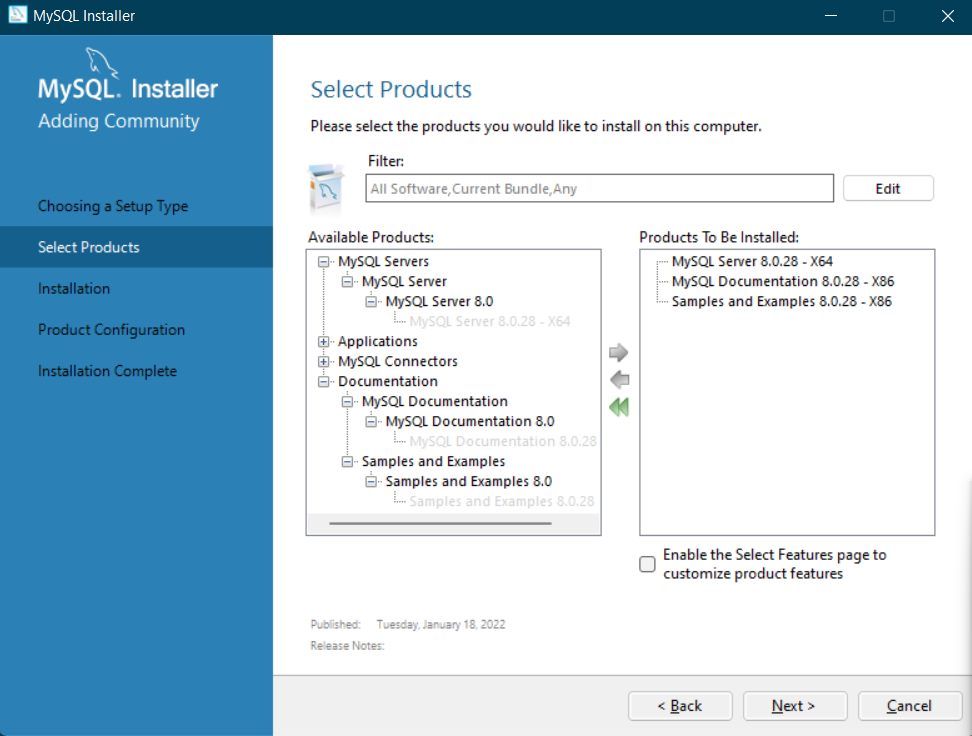 MySQL Installer
MySQL. Installer
Adding Community
Choosing a Setup Type
Select Products
Installation
Product Configuration
Installation Complete
Select Products
Please select the products you would like to install on this computer.
Filter:
All Software,Current Bundle,Any
Edit
Available Products:
MySQL Servers
MySQL Server
MySQL Server 8.0
MySQL Server 8.0.28 - X64
Applications
MySQL Connectors
Documentation
MySQL Documentation
MySQL Documentation 8.0
MySQL Documentation 8.0.28
Samples and Examples
Samples and Examples 8.0
Samples and Examples 8.0.28
Products To Be Installed:
MySQL Server 8.0.28 - X64
MySQL Documentation 8.0.28 - X86
Samples and Examples 8.0.28 - X86
Enable the Select Features page to
customize product features
Published: Tuesday, January 18, 2022
Release Notes:
< Back
Next >
Cancel